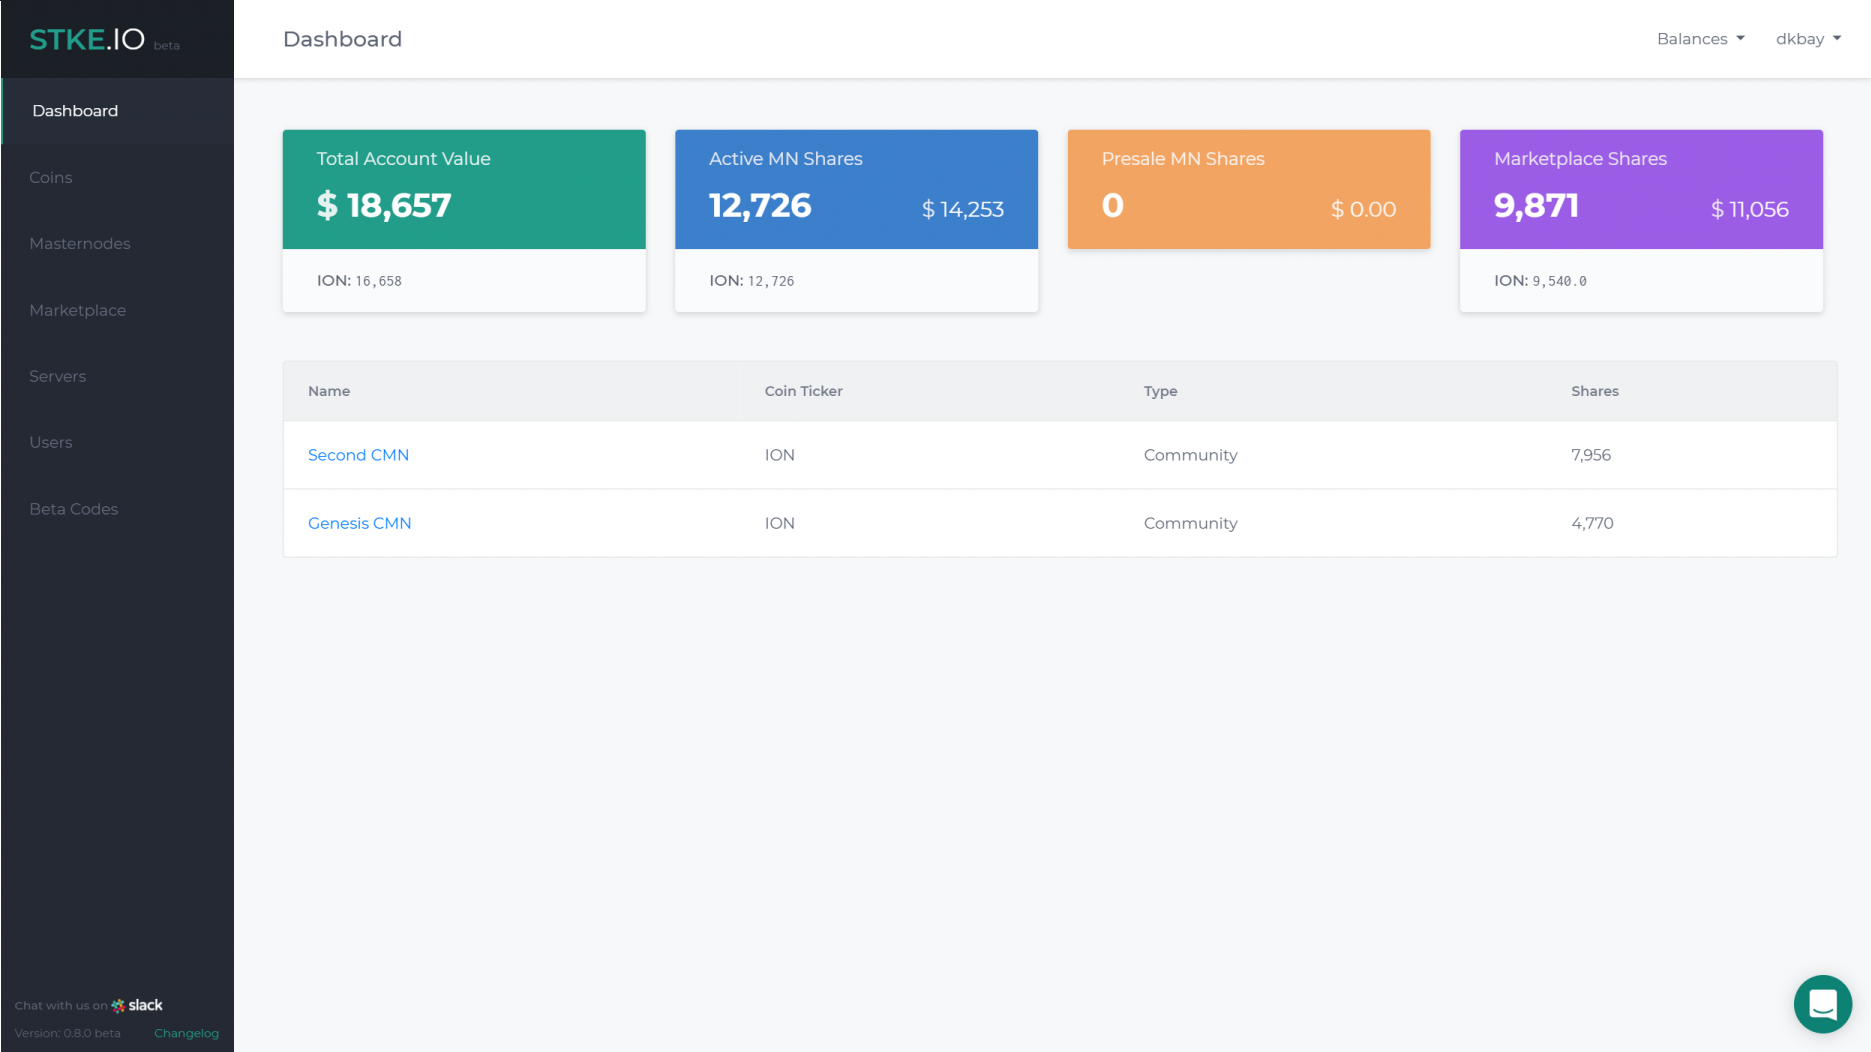 STKE.IO beta
Dashboard
Balances
dkbay
Dashboard
Coins
Masternodes
Marketplace
Servers
Users
Beta Codes
Total Account Value
$ 18,657
ION: 16,658
Active MN Shares
12,726 $ 14,253
ION: 12,726
Presale MN Shares
0 $ 0.00
Marketplace Shares
9,871 $ 11,056
ION: 9,540.0
Name Coin Ticker Type Shares
Second CMN ION Community 7,956
Genesis CMN ION Community 4,770
Chat with us on slack
Version: 0.8.0 beta Changelog